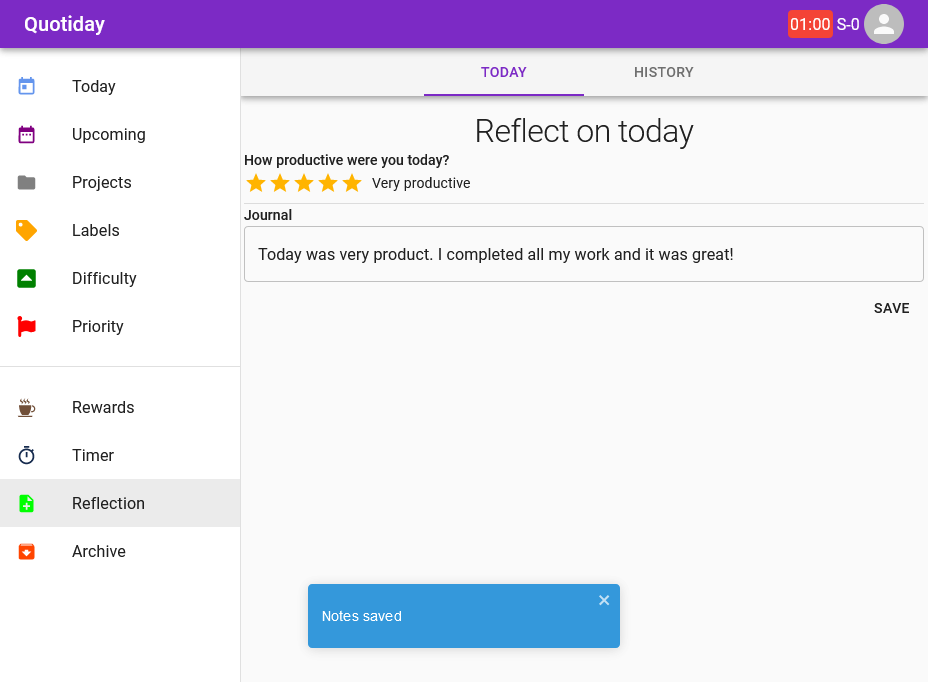 Quotiday
01:00 S-0
Today
Upcoming
Projects
Labels
Difficulty
Priority
Rewards
Timer
Reflection
Archive
TODAY HISTORY
Reflect on today
How productive were you today?
Very productive
Journal
Today was very product. I completed all my work and it was great!
SAVE
Notes saved